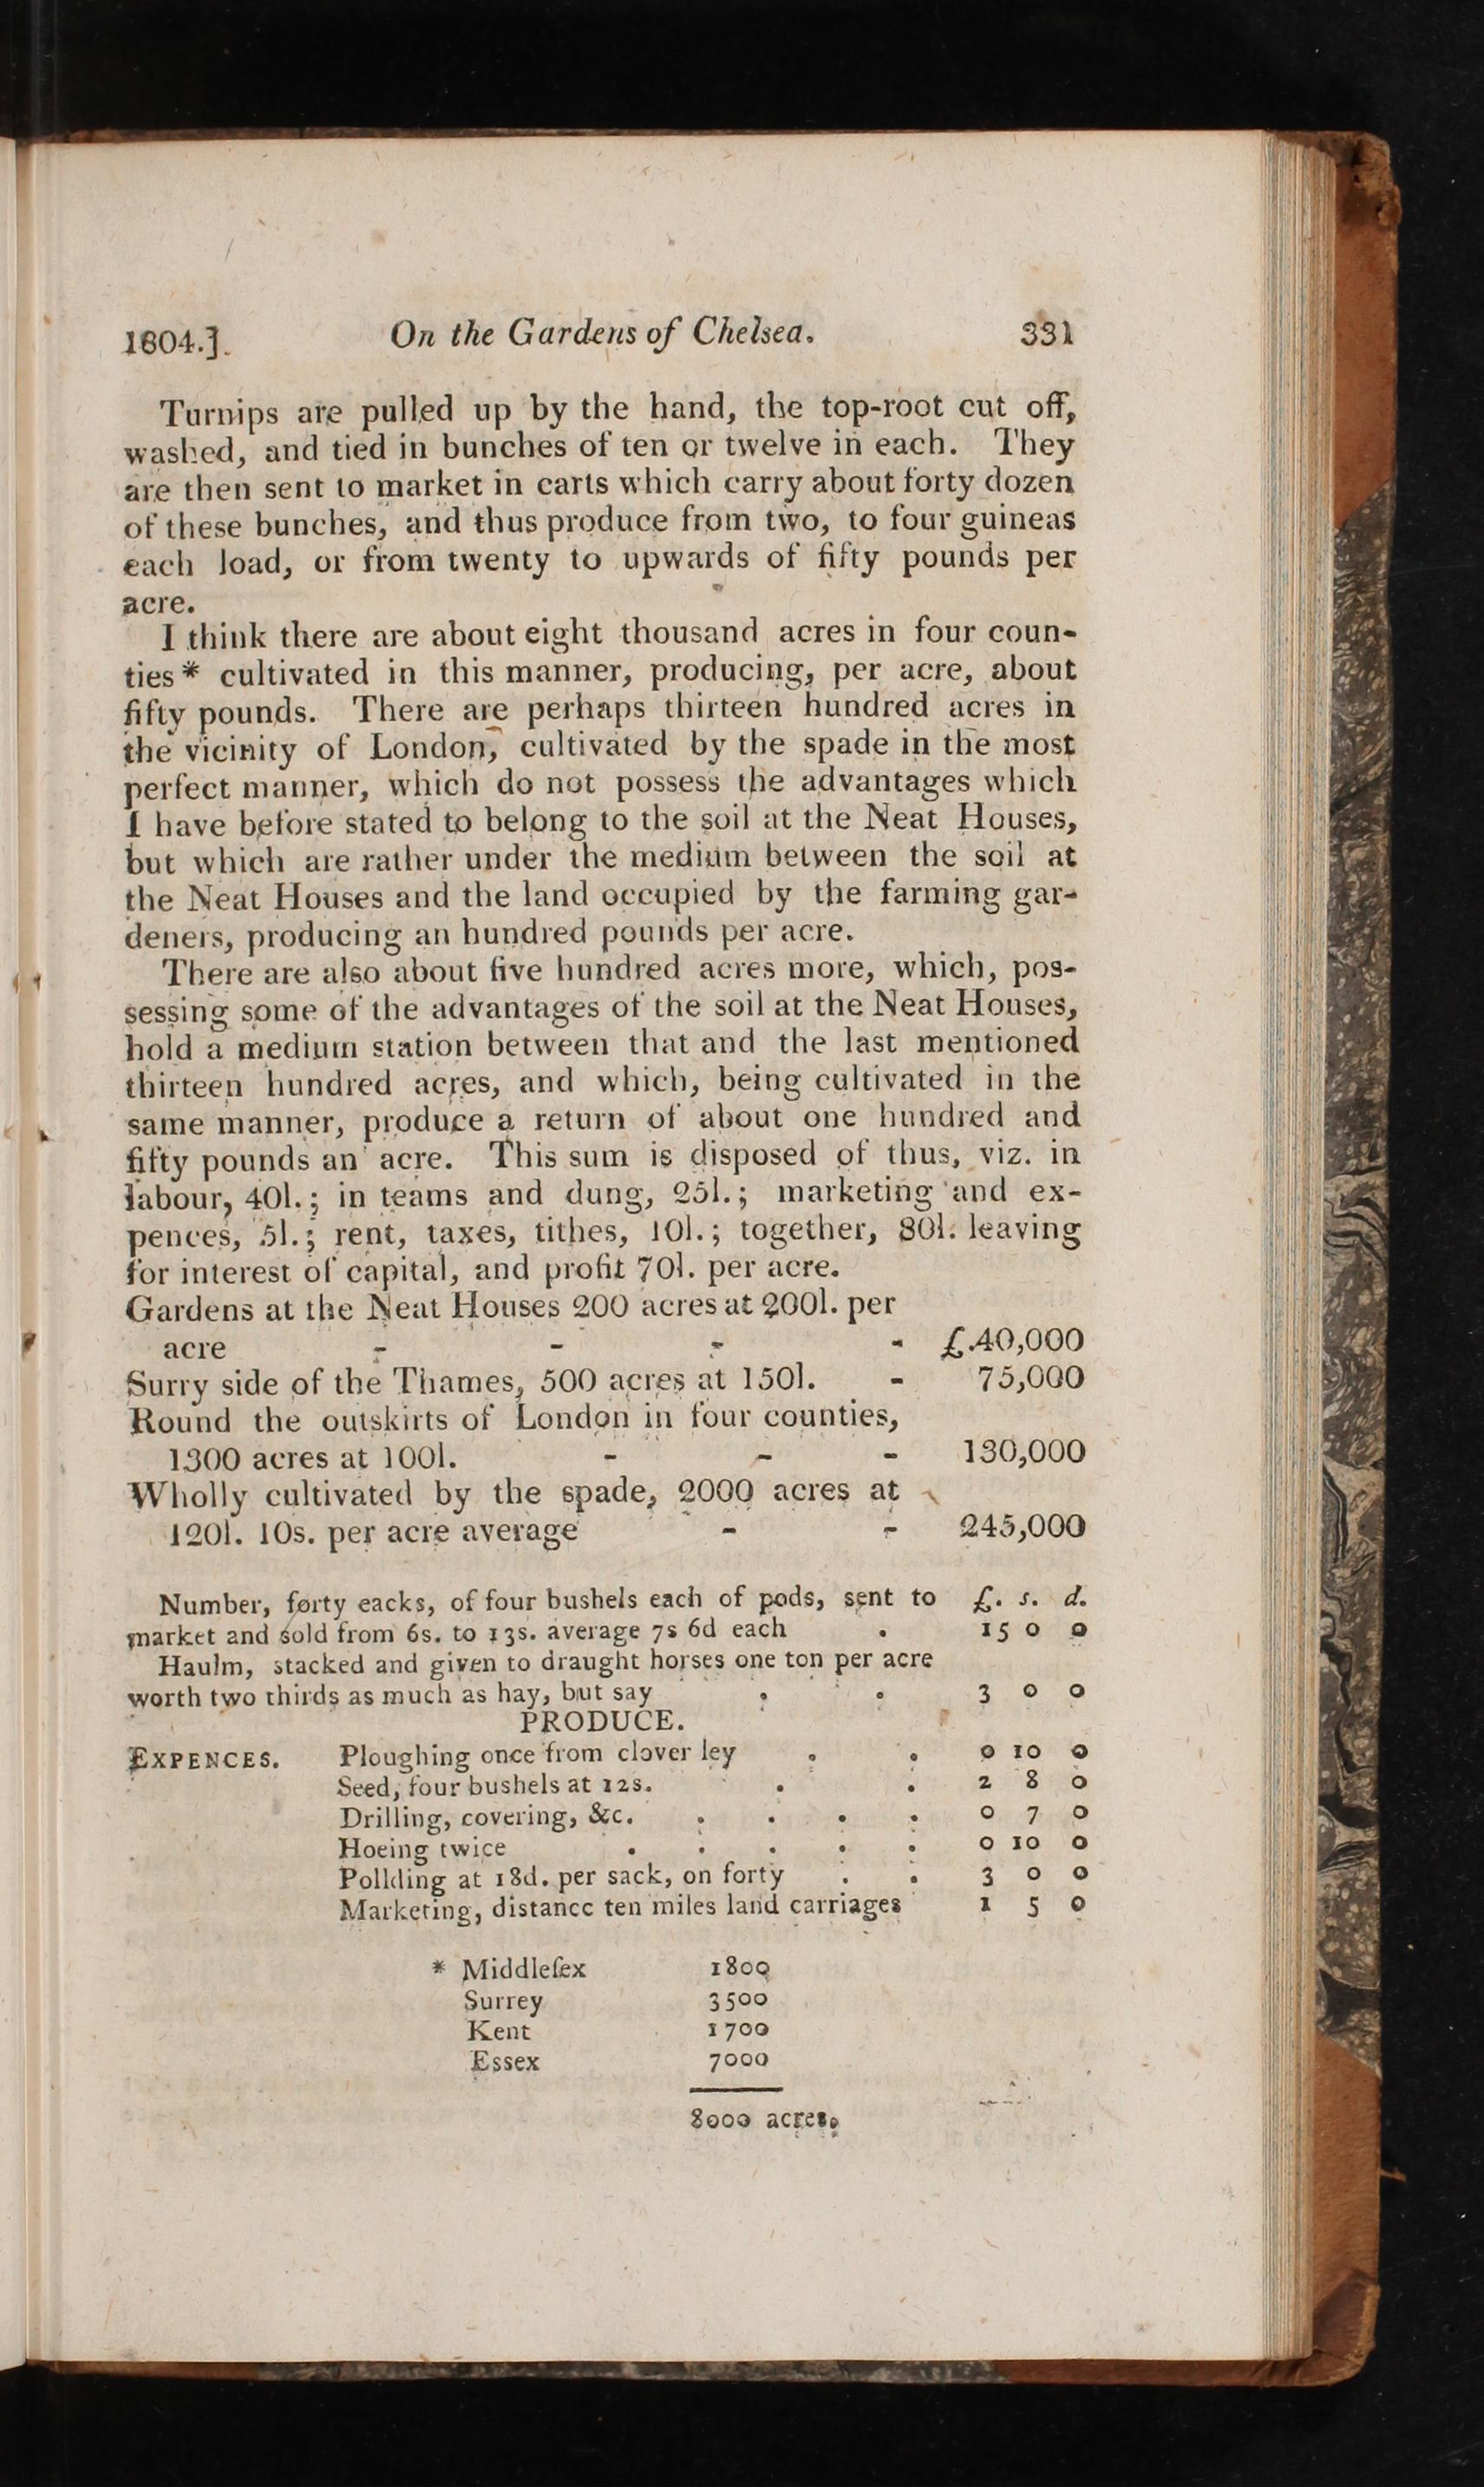 1804.]. On the Gardens of Chelsea. 331
Turnips are pulled up by the hand, the top-root cut off,
washed, and tied in bunches of ten or twelve in each. They
are then sent to market in carts which carry about forty dozen
of these bunches, and thus produce from two, to four guineas
each load, or from twenty to upwards of fifty pounds per
acre.
I think there are about eight thousand acres in four coun-
ties * cultivated in this manner, producing, per acre, about
fifty pounds. There are perhaps thirteen hundred acres in
the vicinity of London, cultivated by the spade in the most
perfect manner, which do not possess the advantages which
I have before stated to belong to the soil at the Neat Houses,
but which are rather under the medium between the soil at
the Neat Houses and the land occupied by the farming gar-
deners, producing an hundred pounds per acre.
There are also about five hundred acres more, which, pos-
sessing some of the advantages of the soil at the Neat Houses,
hold a medium station between that and the last mentioned
thirteen hundred acres, and which, being cultivated in the
same manner, produce a return of about one hundred and
fifty pounds an acre. This sum is disposed of thus, viz. in
labour, 40l.; in teams and dung, 25l.; marketing and ex-
pences, 5l.; rent, taxes, tithes, 10l.; together, 80l. leaving
for interest of capital, and profit 70l. per acre.
Gardens at the Neat Houses 200 acres at 200l. per
acre - - - - £.40,000
Surry side of the Thames, 500 acres at 150l. - 75,000
Round the outskirts of London in four counties,
1300 acres at 100l. - - - 130,000
Wholly cultivated by the spade, 2000 acres at
120l. 10s. per acre average - - 245,000
Number, forty eacks, of four bushels each of pods, sent to £. s. d.
market and sold from 6s. to 13s. average 7s 6d each . 15 0 0
Haulm, stacked and given to draught horses one ton per acre
worth two thirds as much as hay, but say . . 3 0 0
PRODUCE.
EXPENCES. Ploughing once from clover ley . . 0 10 0
Seed, four bushels at 12s. . . 2 8 0
Drilling, covering, &c. . . . . 0 7 0
Hoeing twice . . . . . 0 10 0
Pollding at 18d. per sack, on forty . . 3 0 0
Marketing, distance ten miles land carriages 1 5 0
* Middlesex 1800
Surrey 3500
Kent 1700
Essex 7000
8000 acres.